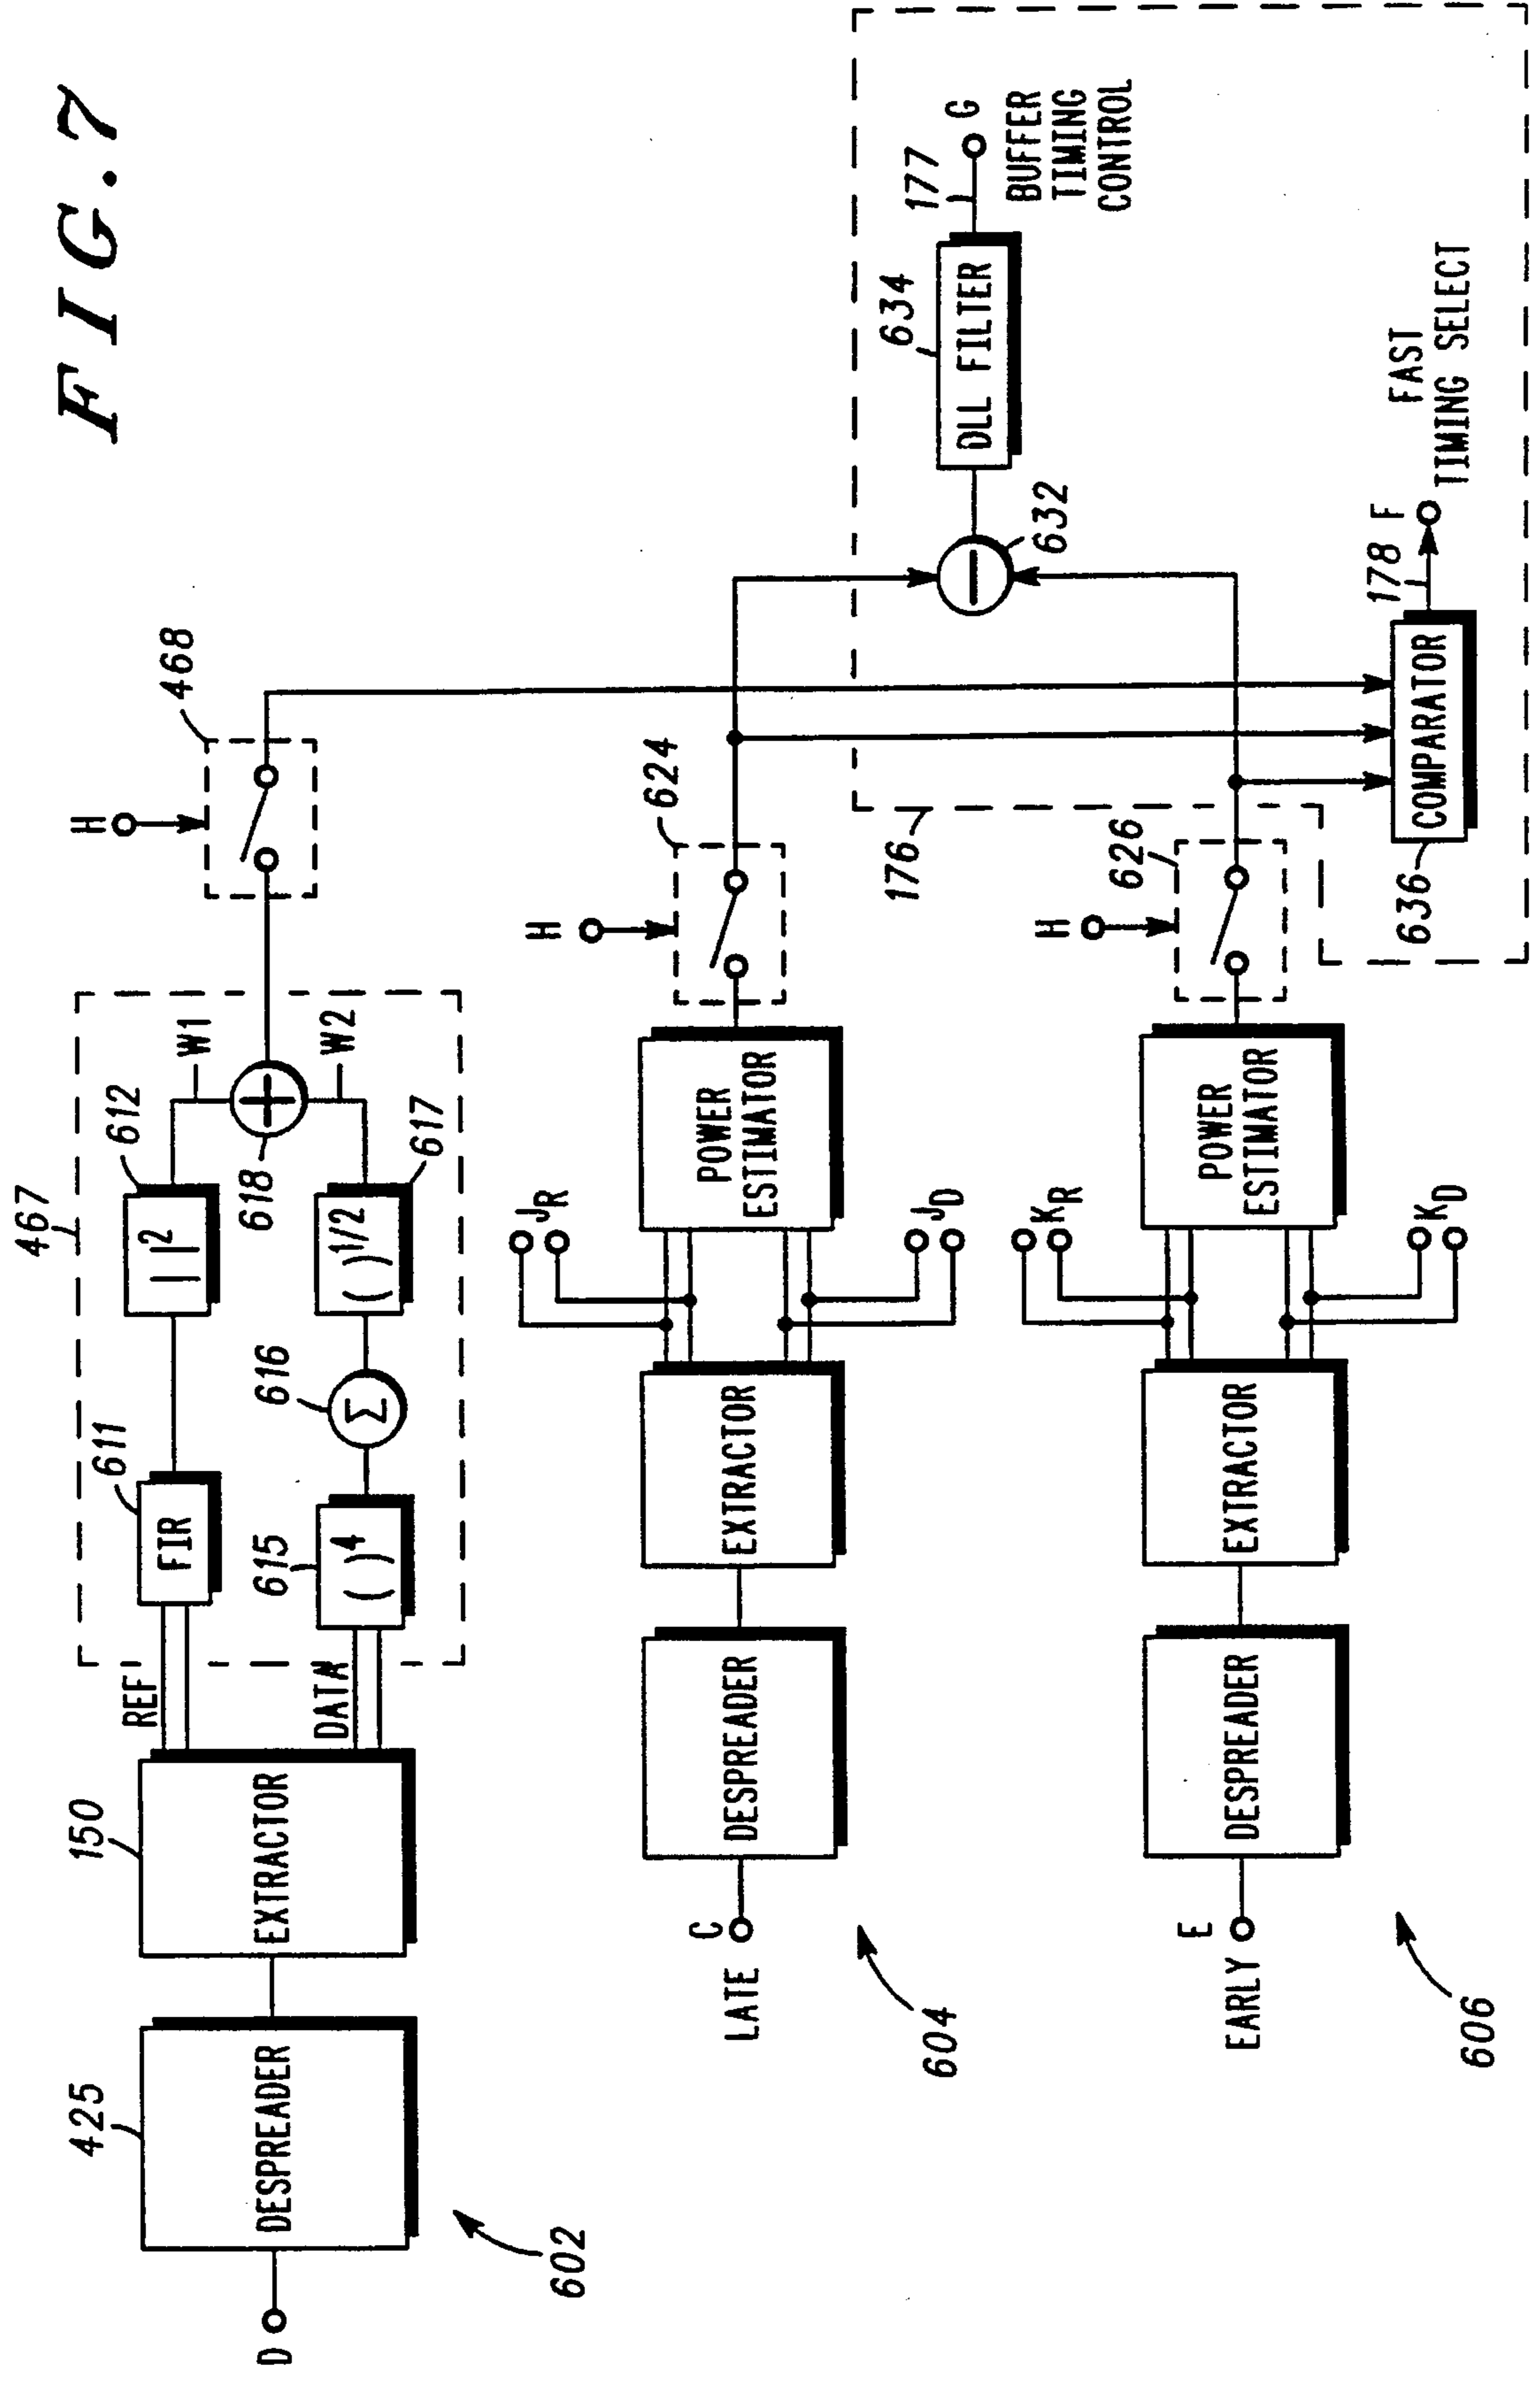 FIG. 7
467
H
468
425
150
611
612
W1
D
DESPREADER
EXTRACTOR
REF
FIR
| |²
618
+
DATA
615
( )⁴
616
Σ
( )^1/2
617
W2
602
JR
H
624
LATE
C
DESPREADER
EXTRACTOR
POWER
ESTIMATOR
JD
604
176
632
634
DLL FILTER
177
G
BUFFER
TIMING
CONTROL
KR
H
626
EARLY
E
DESPREADER
EXTRACTOR
POWER
ESTIMATOR
KD
606
636
COMPARATOR
178
F
FAST
TIMING SELECT